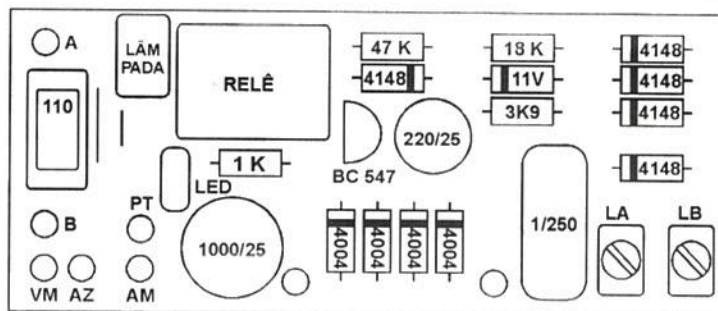 A
LÂM
PADA
RELÊ
47 K
18 K
4148
4148
11V
4148
110
3K9
4148
220/25
1 K
BC 547
4148
LED
PT
B
1000/25
4004
4004
4004
4004
1/250
LA
LB
VM
AZ
AM